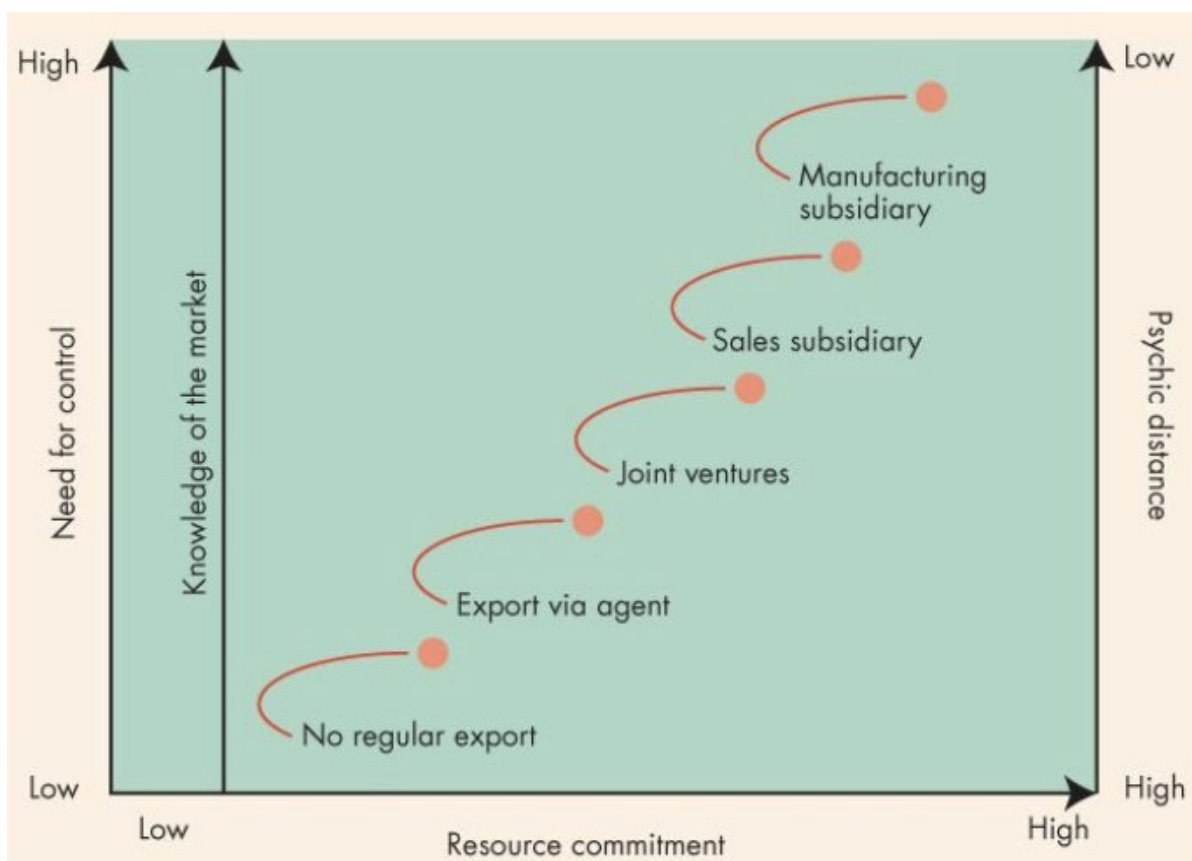 High
Low
Manufacturing
subsidiary
Knowledge of the market
Sales subsidiary
Need for control
Psychic distance
Joint ventures
Export via agent
No regular export
Low
High
Low
High
Resource commitment